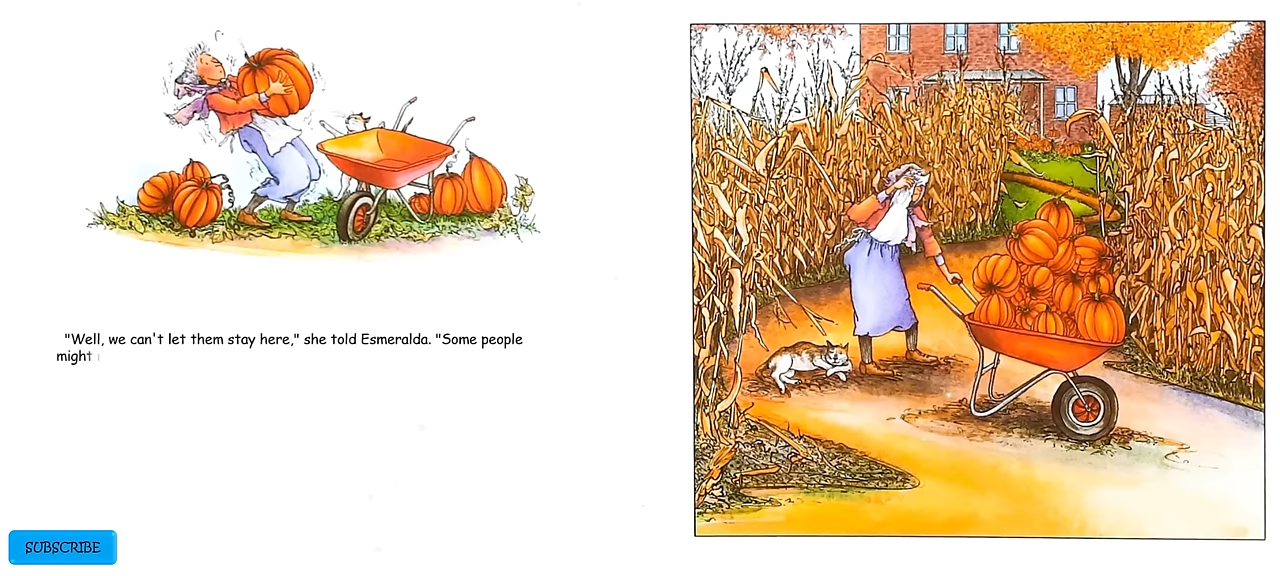 "Well, we can't let them stay here," she told Esmeralda. "Some people
might
SUBSCRIBE